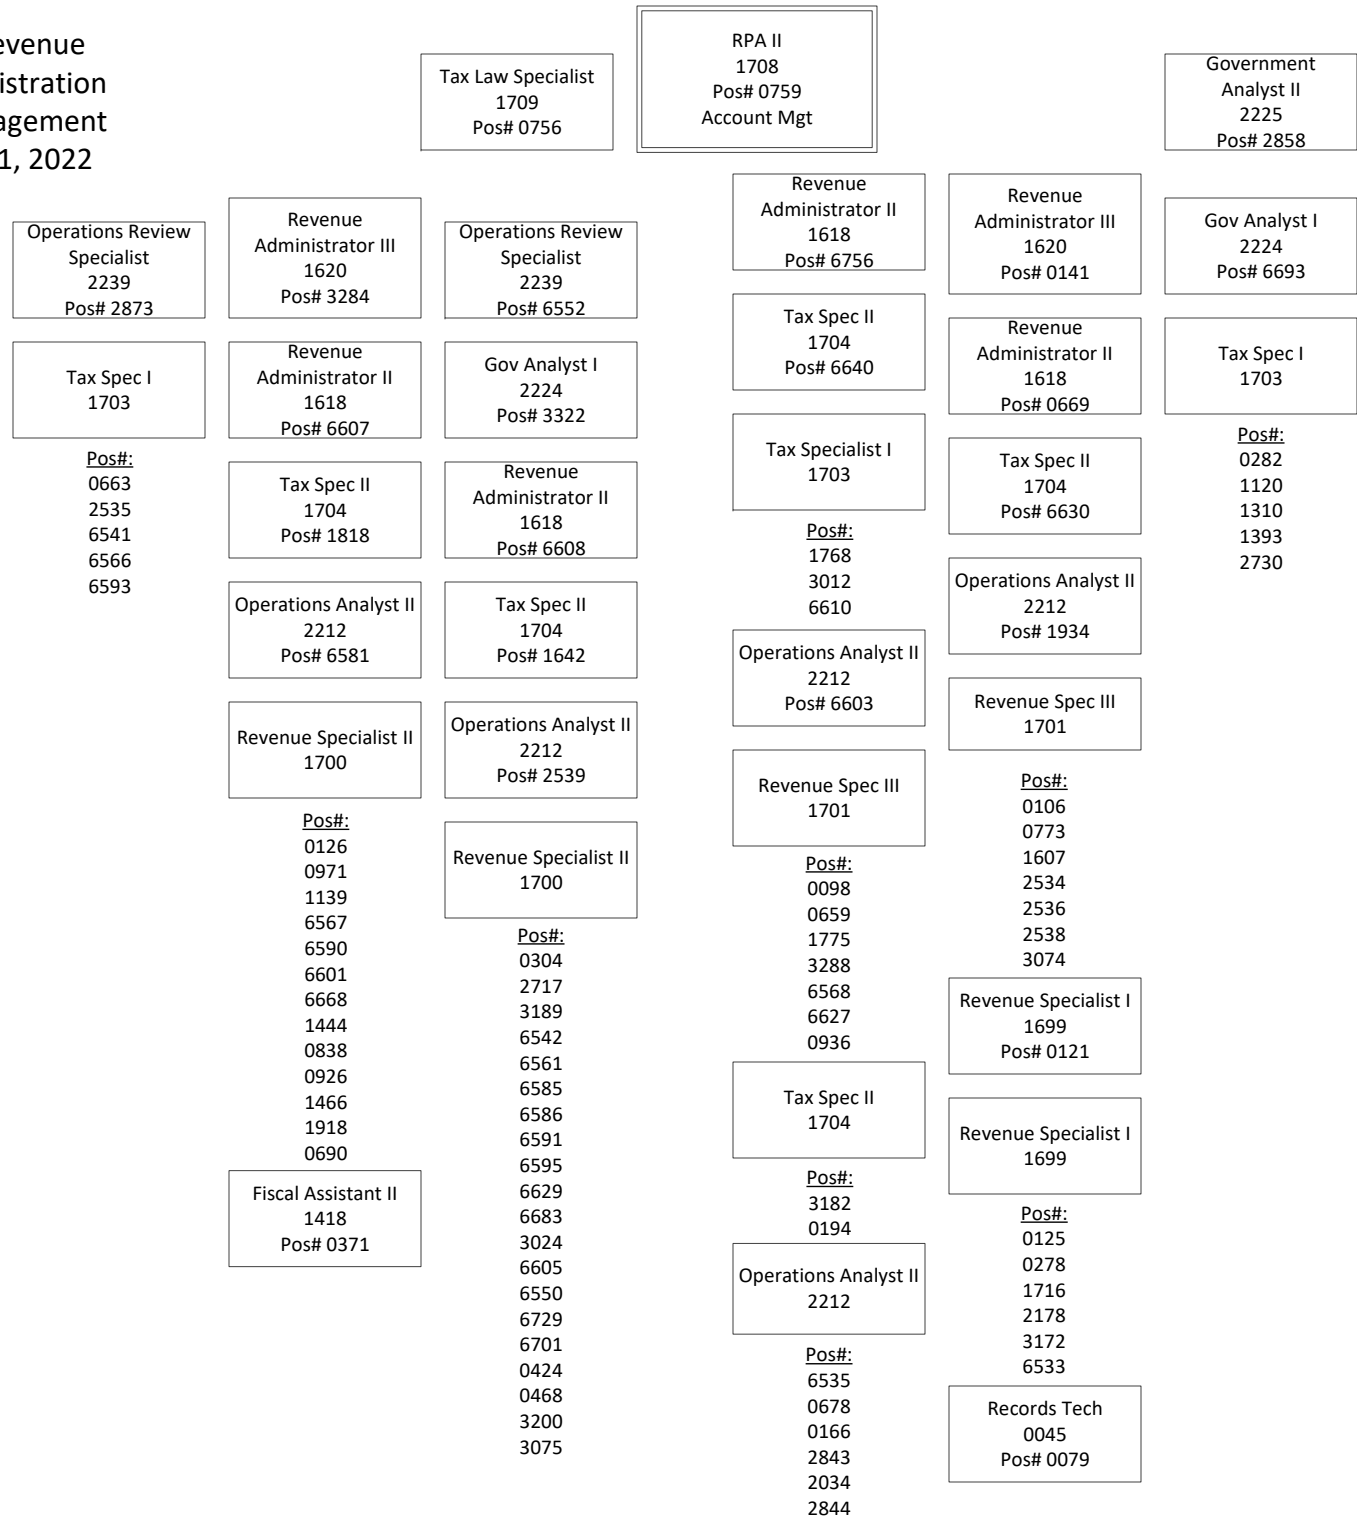 2022
Tax Law Specialist
1709
Pos# 0756
RPA II
1708
Pos# 0759
Account Mgt
Government
Analyst II
2225
Pos# 2858
Operations Review
Specialist
2239
Pos# 2873
Tax Spec I
1703
Pos#:
0663
2535
6541
6566
6593
Revenue
Administrator III
1620
Pos# 3284
Revenue
Administrator II
1618
Pos# 6607
Tax Spec II
1704
Pos# 1818
Operations Analyst II
2212
Pos# 6581
Revenue Specialist II
1700
Pos#:
0126
0971
1139
6567
6590
6601
6668
1444
0838
0926
1466
1918
0690
Fiscal Assistant II
1418
Pos# 0371
Operations Review
Specialist
2239
Pos# 6552
Gov Analyst I
2224
Pos# 3322
Revenue
Administrator II
1618
Pos# 6608
Tax Spec II
1704
Pos# 1642
Operations Analyst II
2212
Pos# 2539
Revenue Specialist II
1700
Pos#:
0304
2717
3189
6542
6561
6585
6586
6591
6595
6629
6683
3024
6605
6550
6729
6701
0424
0468
3200
3075
Revenue
Administrator II
1618
Pos# 6756
Tax Spec II
1704
Pos# 6640
Tax Specialist I
1703
Pos#:
1768
3012
6610
Operations Analyst II
2212
Pos# 6603
Revenue Spec III
1701
Pos#:
0098
0659
1775
3288
6568
6627
0936
Tax Spec II
1704
Pos#:
3182
0194
Operations Analyst II
2212
Pos#:
6535
0678
0166
2843
2034
2844
Revenue
Administrator III
1620
Pos# 0141
Revenue
Administrator II
1618
Pos# 0669
Tax Spec II
1704
Pos# 6630
Operations Analyst II
2212
Pos# 1934
Revenue Spec III
1701
Pos#:
0106
0773
1607
2534
2536
2538
3074
Revenue Specialist I
1699
Pos# 0121
Revenue Specialist I
1699
Pos#:
0125
0278
1716
2178
3172
6533
Records Tech
0045
Pos# 0079
Gov Analyst I
2224
Pos# 6693
Tax Spec I
1703
Pos#:
0282
1120
1310
1393
2730